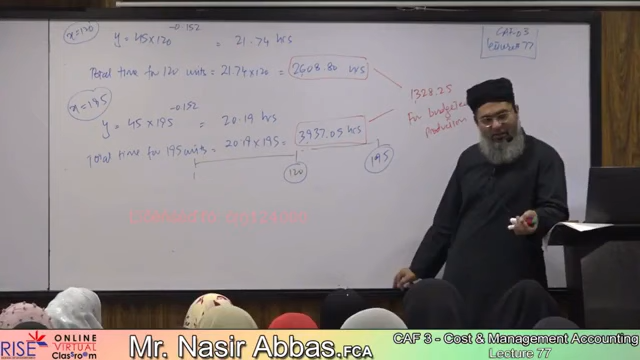 x=120
y = 45 x 120^-0.152 = 21.74 hrs
Total time for 120 units = 21.74 x 120 = 2608.80 hrs
x=195
y = 45 x 195^-0.152 = 20.19 hrs
Total time for 195 units = 20.19 x 195 = 3937.05 hrs
120
195
1328.25
For budgeted
production
CAF-03
Lecture # 77
RISE
ONLINE
VIRTUAL
Classroom
Mr. Nasir Abbas.FCA
CAF 3 - Cost & Management Accounting
Lecture 77